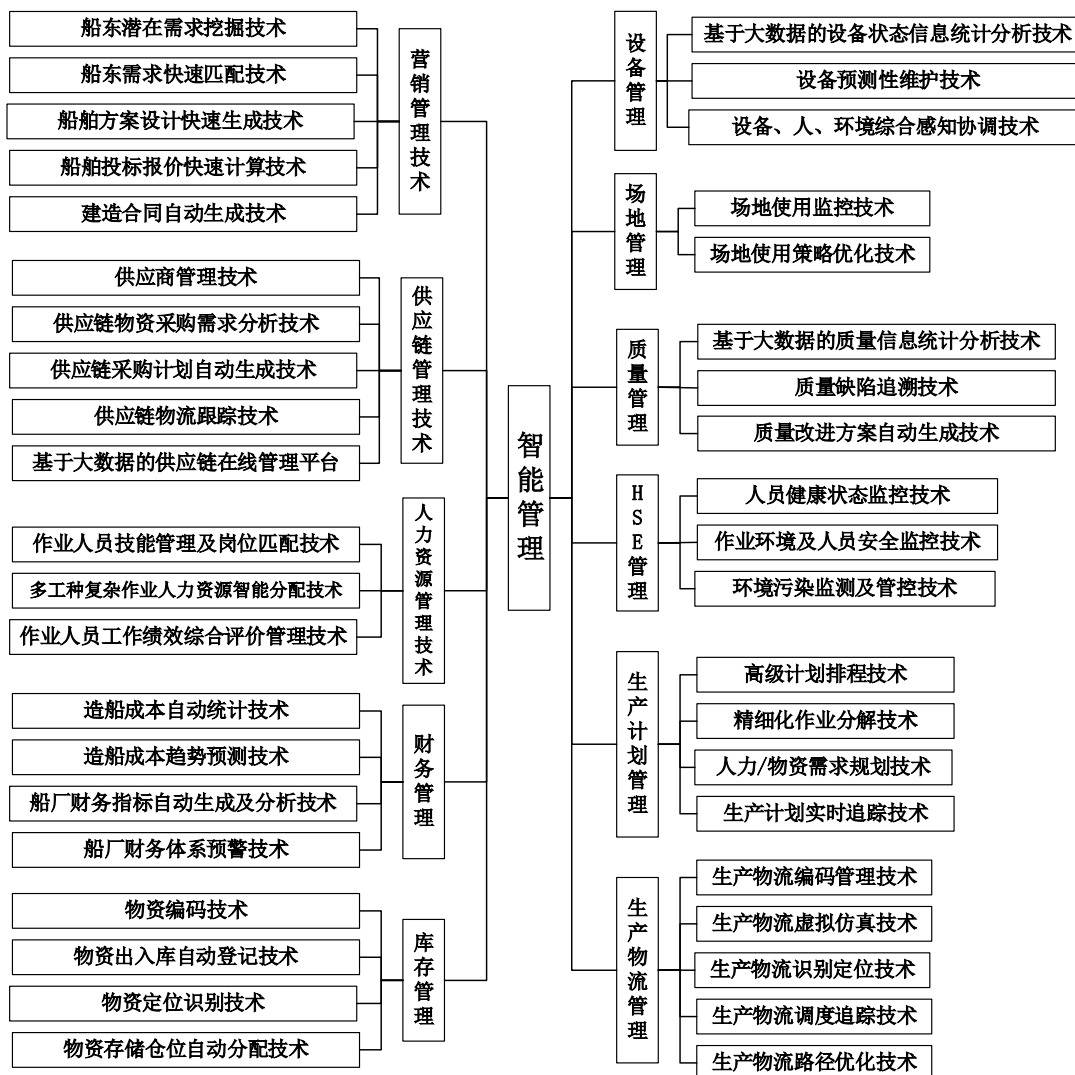 船东潜在需求挖掘技术
船东需求快速匹配技术
船舶方案设计快速生成技术
船舶投标报价快速计算技术
建造合同自动生成技术
营销管理技术
供应商管理技术
供应链物资采购需求分析技术
供应链采购计划自动生成技术
供应链物流跟踪技术
基于大数据的供应链在线管理平台
供应链管理技术
作业人员技能管理及岗位匹配技术
多工种复杂作业人力资源智能分配技术
作业人员工作绩效综合评价管理技术
人力资源管理技术
造船成本自动统计技术
造船成本趋势预测技术
船厂财务指标自动生成及分析技术
船厂财务体系预警技术
财务管理
物资编码技术
物资出入库自动登记技术
物资定位识别技术
物资存储仓位自动分配技术
库存管理
智能管理
设备管理
基于大数据的设备状态信息统计分析技术
设备预测性维护技术
设备、人、环境综合感知协调技术
场地管理
场地使用监控技术
场地使用策略优化技术
质量管理
基于大数据的质量信息统计分析技术
质量缺陷追溯技术
质量改进方案自动生成技术
HSE管理
人员健康状态监控技术
作业环境及人员安全监控技术
环境污染监测及管控技术
生产计划管理
高级计划排程技术
精细化作业分解技术
人力/物资需求规划技术
生产计划实时追踪技术
生产物流管理
生产物流编码管理技术
生产物流虚拟仿真技术
生产物流识别定位技术
生产物流调度追踪技术
生产物流路径优化技术